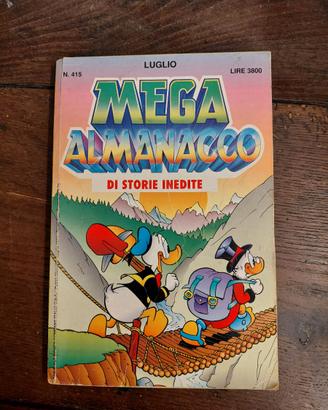 LUGLIO
N. 415 LIRE 3800
MEGA
ALMANACCO
DI STORIE INEDITE